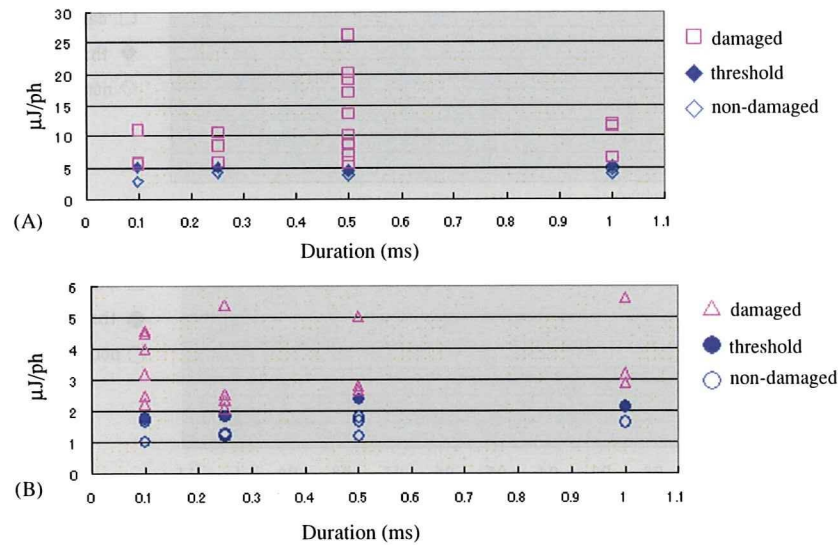 30
25
20
15
10
5
0
μJ/ph
0 0.1 0.2 0.3 0.4 0.5 0.6 0.7 0.8 0.9 1 1.1
Duration (ms)
(A)
damaged
threshold
non-damaged
6
5
4
3
2
1
0
μJ/ph
0 0.1 0.2 0.3 0.4 0.5 0.6 0.7 0.8 0.9 1 1.1
Duration (ms)
(B)
damaged
threshold
non-damaged